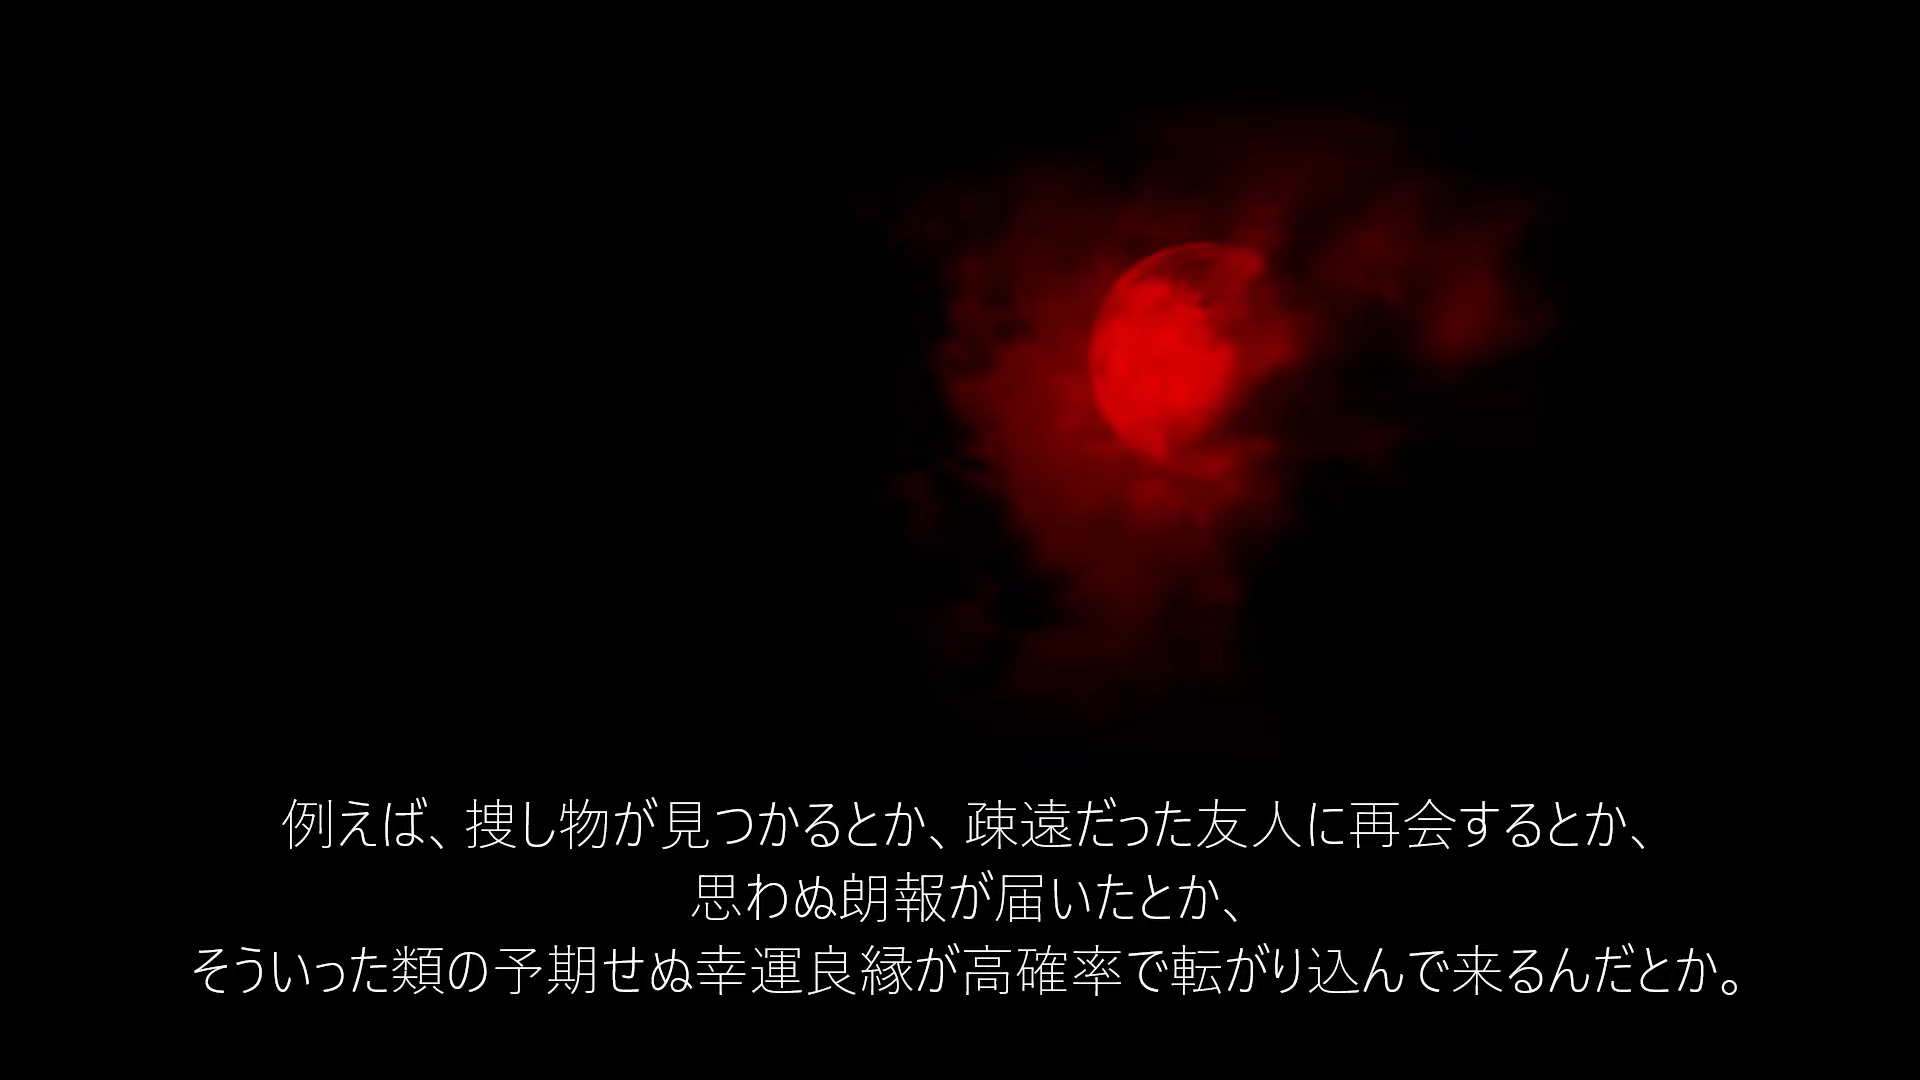 例えば、捜し物が見つかるとか、疎遠だった友人に再会するとか、
思わぬ朗報が届いたとか、
そういった類の予期せぬ幸運良縁が高確率で転がり込んで来るんだとか。